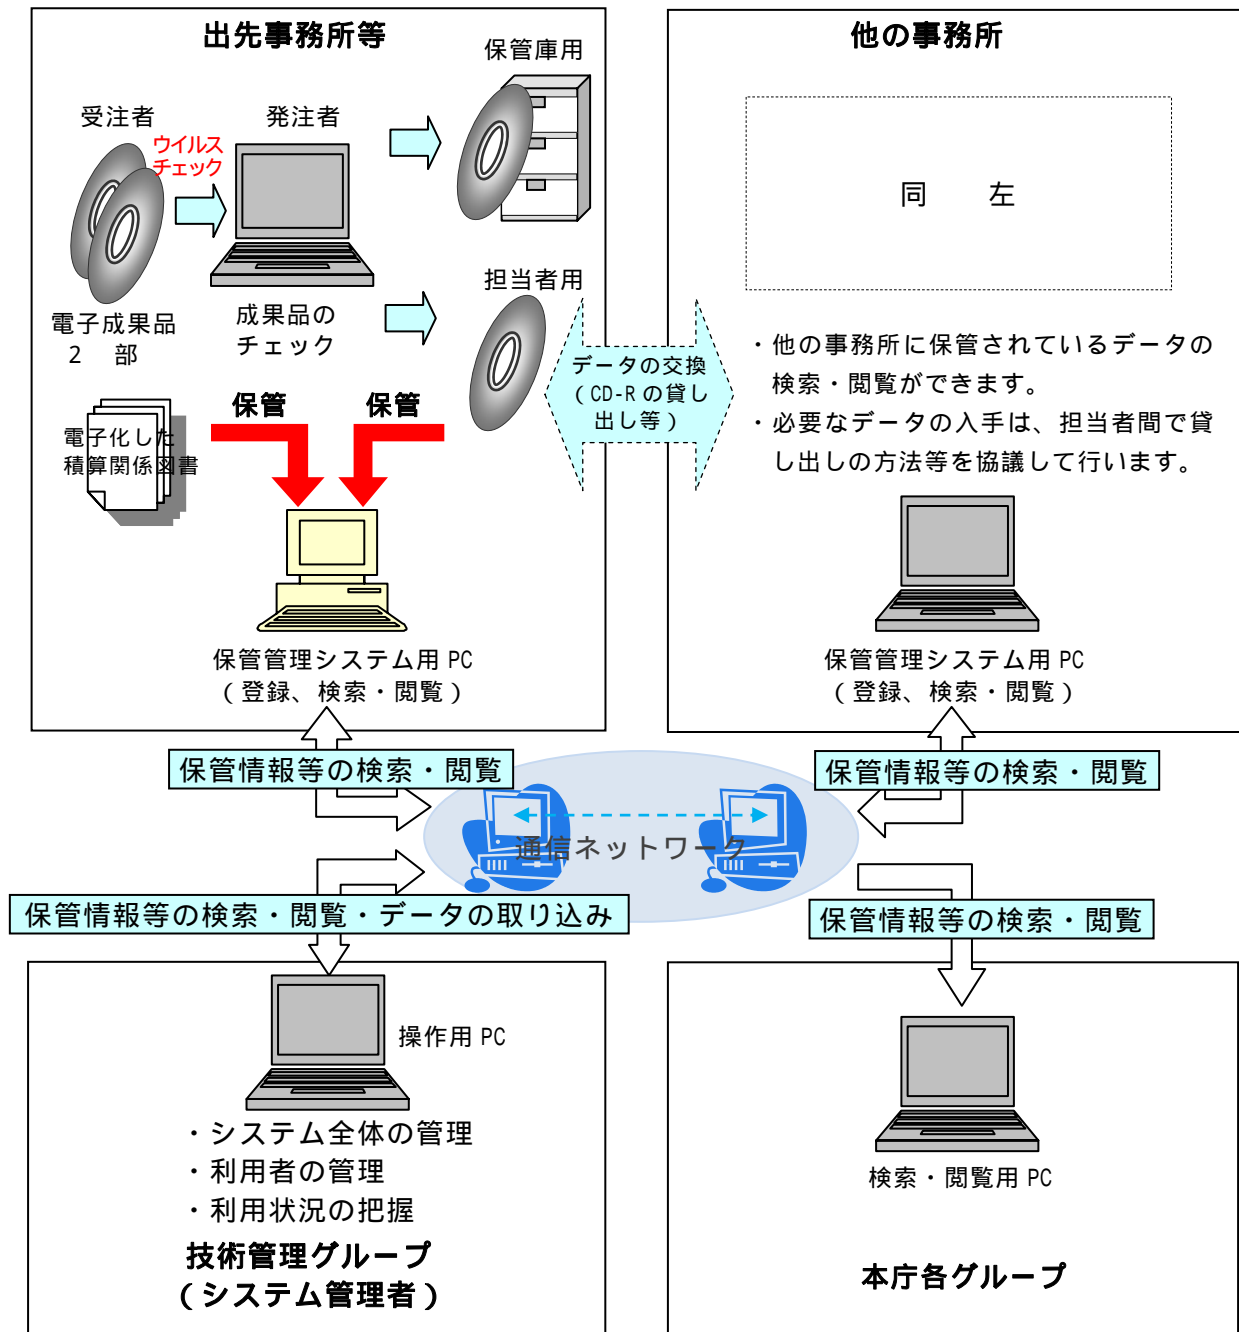 出先事務所等
保管庫用
受注者
発注者
ウイルス
チェック
担当者用
電子成果品
2 部
成果品の
チェック
保管
保管
電子化した
積算関係図書
保管管理システム用 PC
（登録、検索・閲覧）
データの交換
（CD-R の貸し
出し等）
他の事務所
同 左
・他の事務所に保管されているデータの
検索・閲覧ができます。
・必要なデータの入手は、担当者間で貸
し出しの方法等を協議して行います。
保管管理システム用 PC
（登録、検索・閲覧）
保管情報等の検索・閲覧
保管情報等の検索・閲覧
通信ネットワーク
保管情報等の検索・閲覧・データの取り込み
保管情報等の検索・閲覧
操作用 PC
・システム全体の管理
・利用者の管理
・利用状況の把握
技術管理グループ
（システム管理者）
検索・閲覧用 PC
本庁各グループ